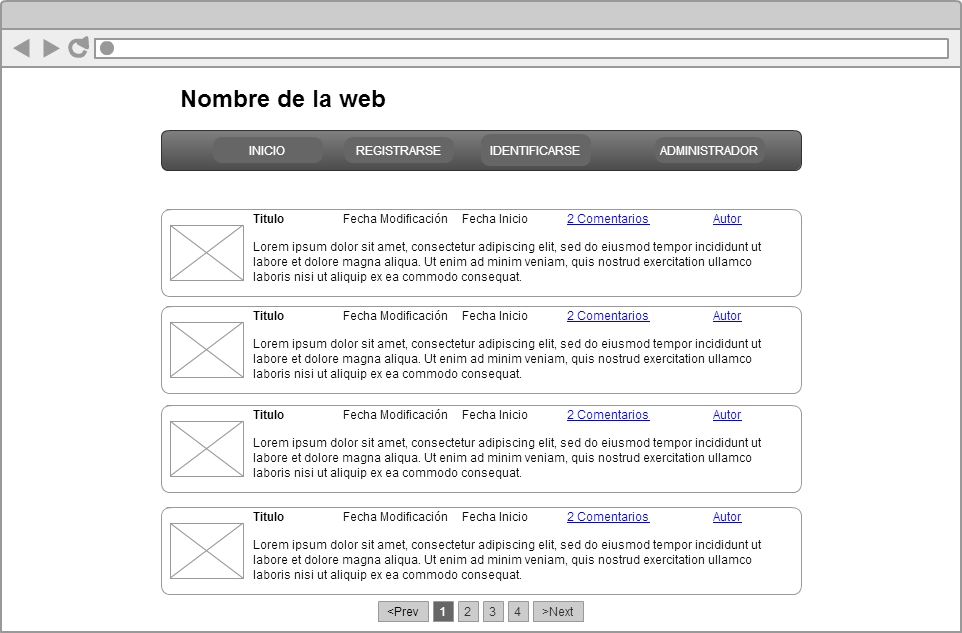 Nombre de la web
INICIO REGISTRARSE IDENTIFICARSE ADMINISTRADOR
Titulo Fecha Modificación Fecha Inicio 2 Comentarios Autor
Lorem ipsum dolor sit amet, consectetur adipiscing elit, sed do eiusmod tempor incididunt ut
labore et dolore magna aliqua. Ut enim ad minim veniam, quis nostrud exercitation ullamco
laboris nisi ut aliquip ex ea commodo consequat.
Titulo Fecha Modificación Fecha Inicio 2 Comentarios Autor
Lorem ipsum dolor sit amet, consectetur adipiscing elit, sed do eiusmod tempor incididunt ut
labore et dolore magna aliqua. Ut enim ad minim veniam, quis nostrud exercitation ullamco
laboris nisi ut aliquip ex ea commodo consequat.
Titulo Fecha Modificación Fecha Inicio 2 Comentarios Autor
Lorem ipsum dolor sit amet, consectetur adipiscing elit, sed do eiusmod tempor incididunt ut
labore et dolore magna aliqua. Ut enim ad minim veniam, quis nostrud exercitation ullamco
laboris nisi ut aliquip ex ea commodo consequat.
Titulo Fecha Modificación Fecha Inicio 2 Comentarios Autor
Lorem ipsum dolor sit amet, consectetur adipiscing elit, sed do eiusmod tempor incididunt ut
labore et dolore magna aliqua. Ut enim ad minim veniam, quis nostrud exercitation ullamco
laboris nisi ut aliquip ex ea commodo consequat.
<Prev 1 2 3 4 >Next